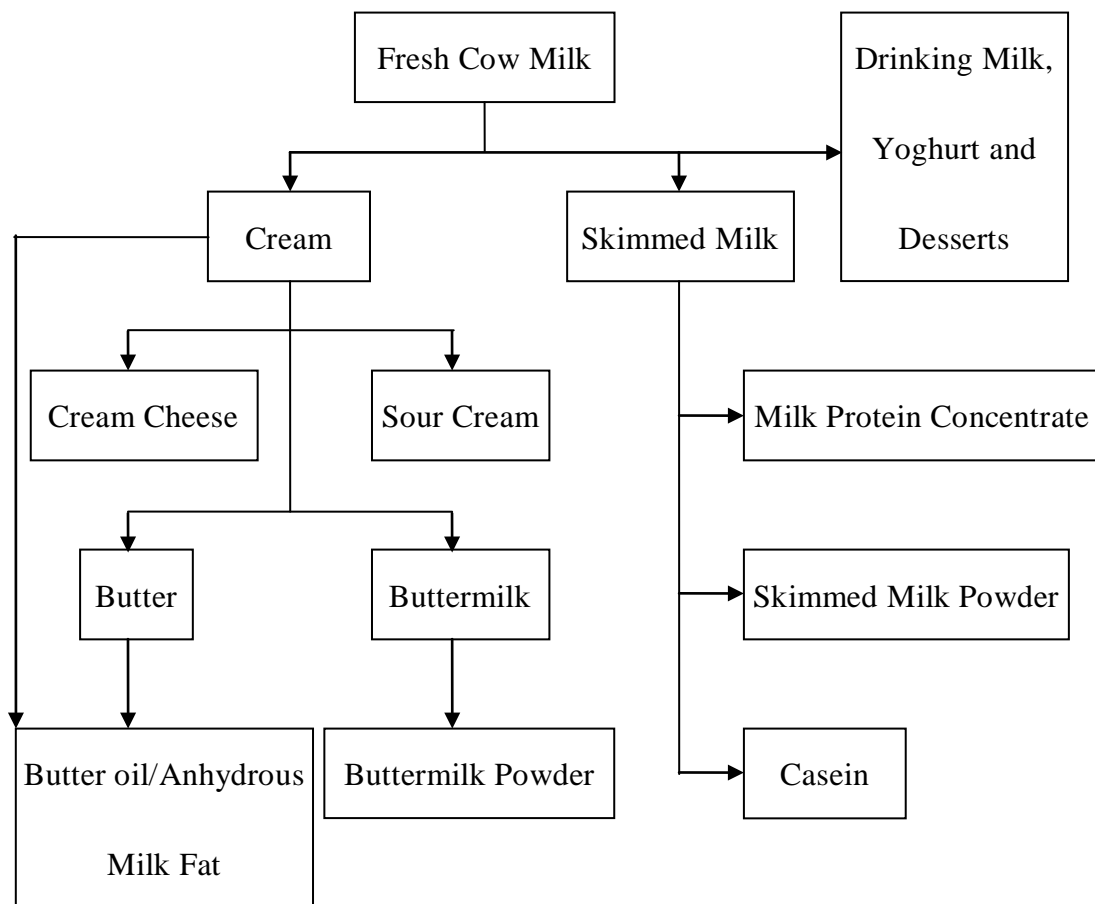 Fresh Cow Milk
Drinking Milk,
Yoghurt and
Desserts
Cream
Skimmed Milk
Cream Cheese
Sour Cream
Milk Protein Concentrate
Butter
Buttermilk
Skimmed Milk Powder
Butter oil/Anhydrous
Milk Fat
Buttermilk Powder
Casein